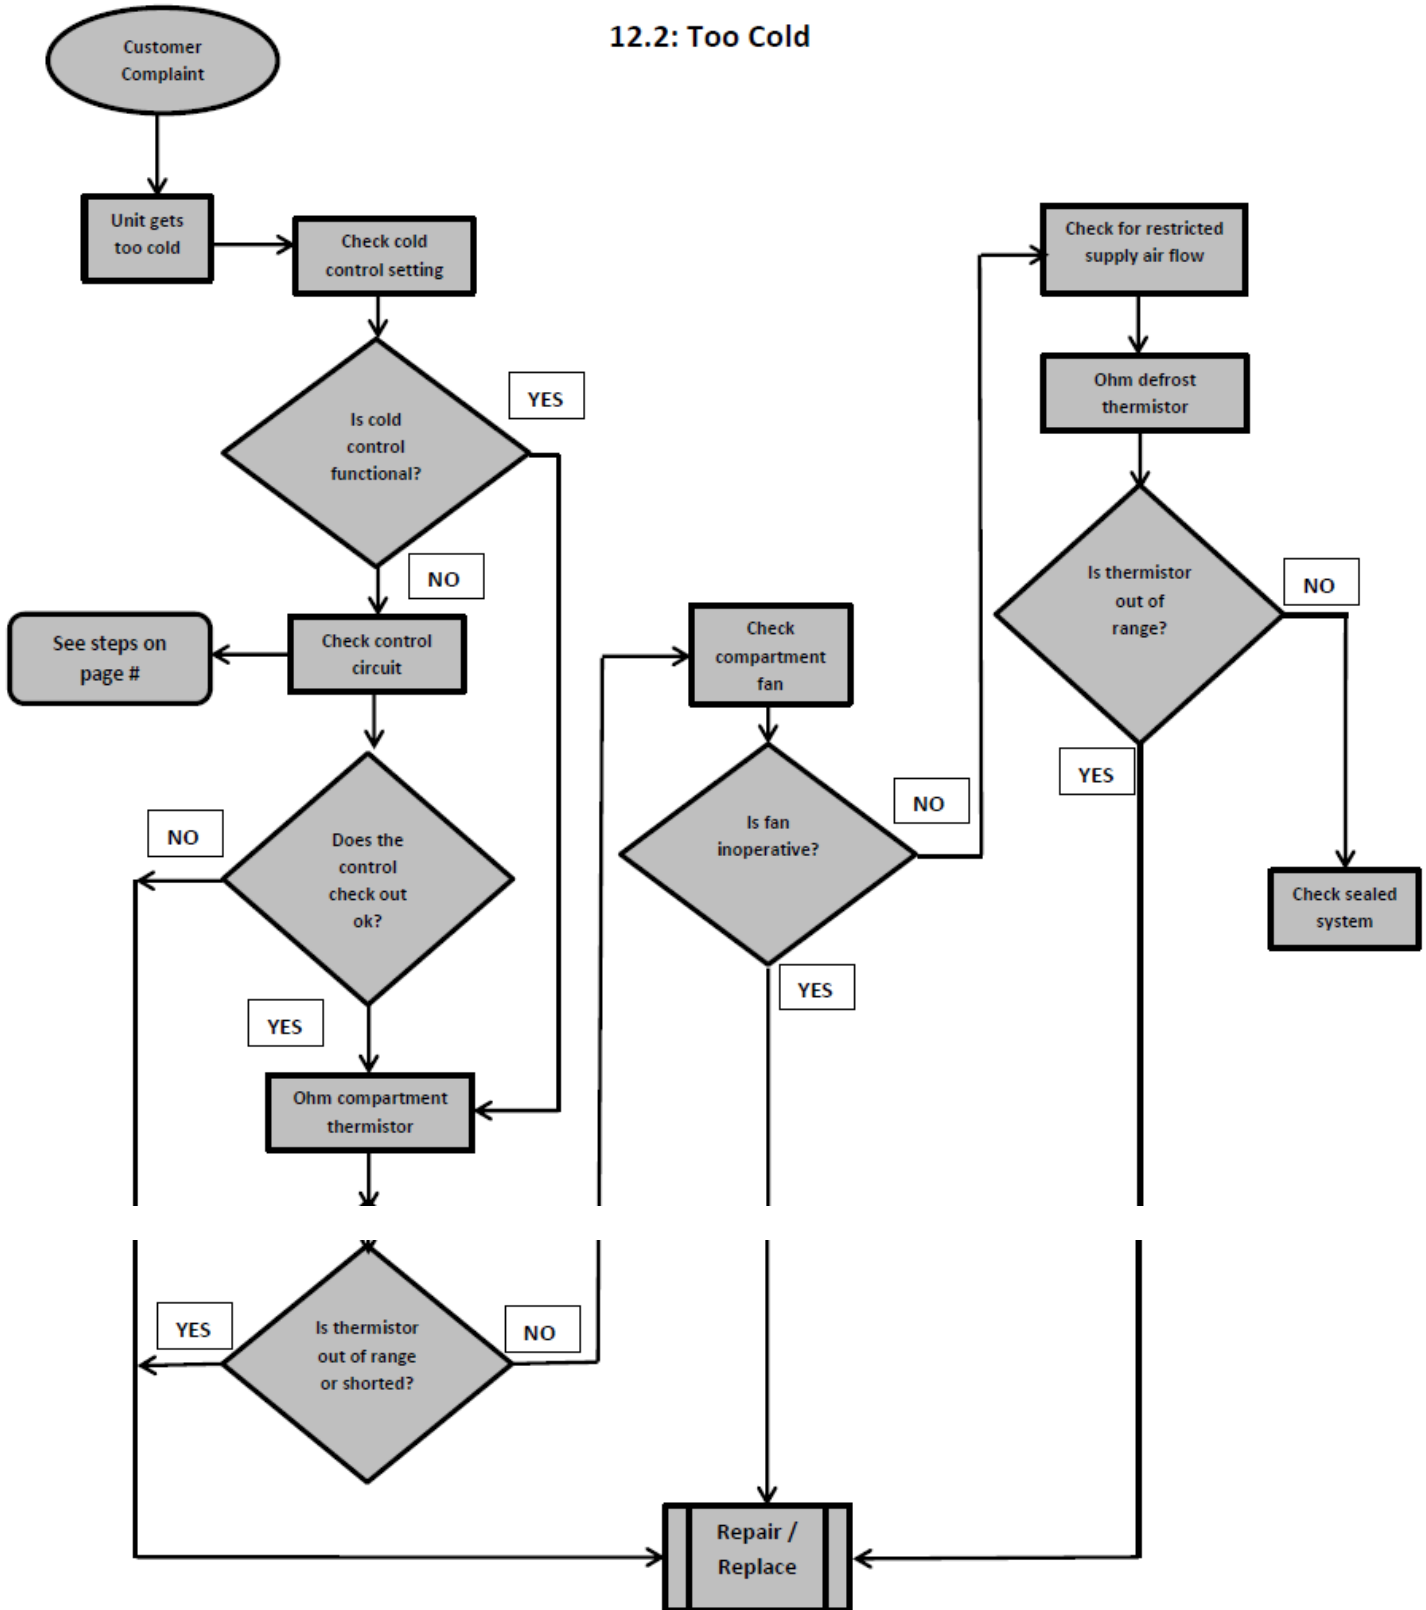 12.2: Too Cold
Customer
Complaint
Unit gets
too cold
Check cold
control setting
Is cold
control
functional?
YES
NO
Check control
circuit
See steps on
page #
Does the
control
check out
ok?
NO
YES
Ohm compartment
thermistor
Is thermistor
out of range
or shorted?
YES
NO
Check
compartment
fan
Is fan
inoperative?
NO
YES
Check for restricted
supply air flow
Ohm defrost
thermistor
Is thermistor
out of
range?
NO
YES
Check sealed
system
Repair /
Replace